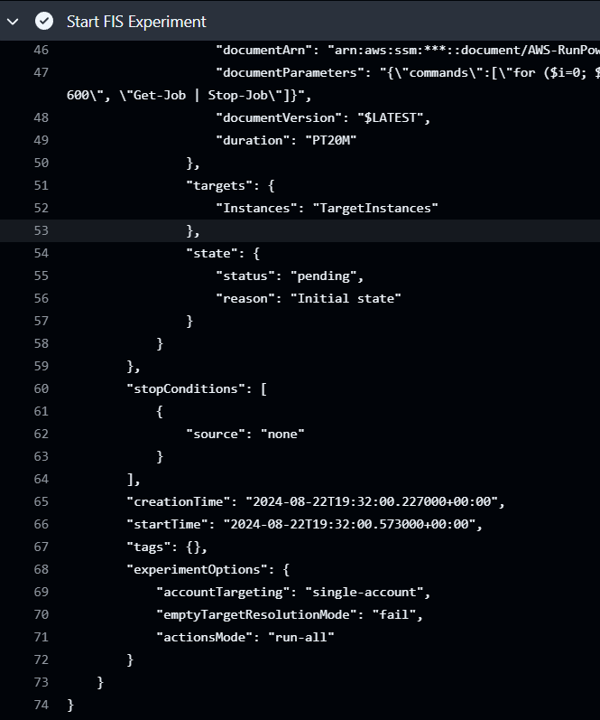 Start FIS Experiment
46 "documentArn": "arn:aws:ssm:***::document/AWS-RunPow
47 "documentParameters": "{\"commands\":[\"for ($i=0; $
600\", \"Get-Job | Stop-Job\"]}",
48 "documentVersion": "$LATEST",
49 "duration": "PT20M"
50 },
51 "targets": {
52 "Instances": "TargetInstances"
53 },
54 "state": {
55 "status": "pending",
56 "reason": "Initial state"
57 }
58 }
59 },
60 "stopConditions": [
61 {
62 "source": "none"
63 }
64 ],
65 "creationTime": "2024-08-22T19:32:00.227000+00:00",
66 "startTime": "2024-08-22T19:32:00.573000+00:00",
67 "tags": {},
68 "experimentOptions": {
69 "accountTargeting": "single-account",
70 "emptyTargetResolutionMode": "fail",
71 "actionsMode": "run-all"
72 }
73 }
74 }